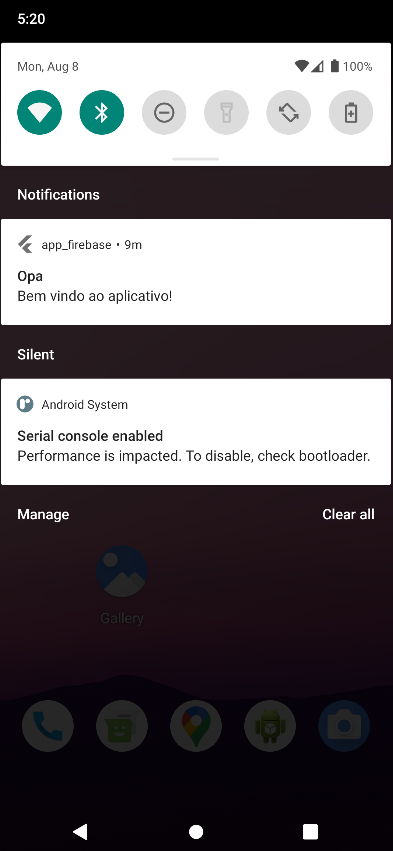 5:20
Mon, Aug 8
100%
Notifications
app_firebase • 9m
Opa
Bem vindo ao aplicativo!
Silent
Android System
Serial console enabled
Performance is impacted. To disable, check bootloader.
Manage
Clear all
Gallery